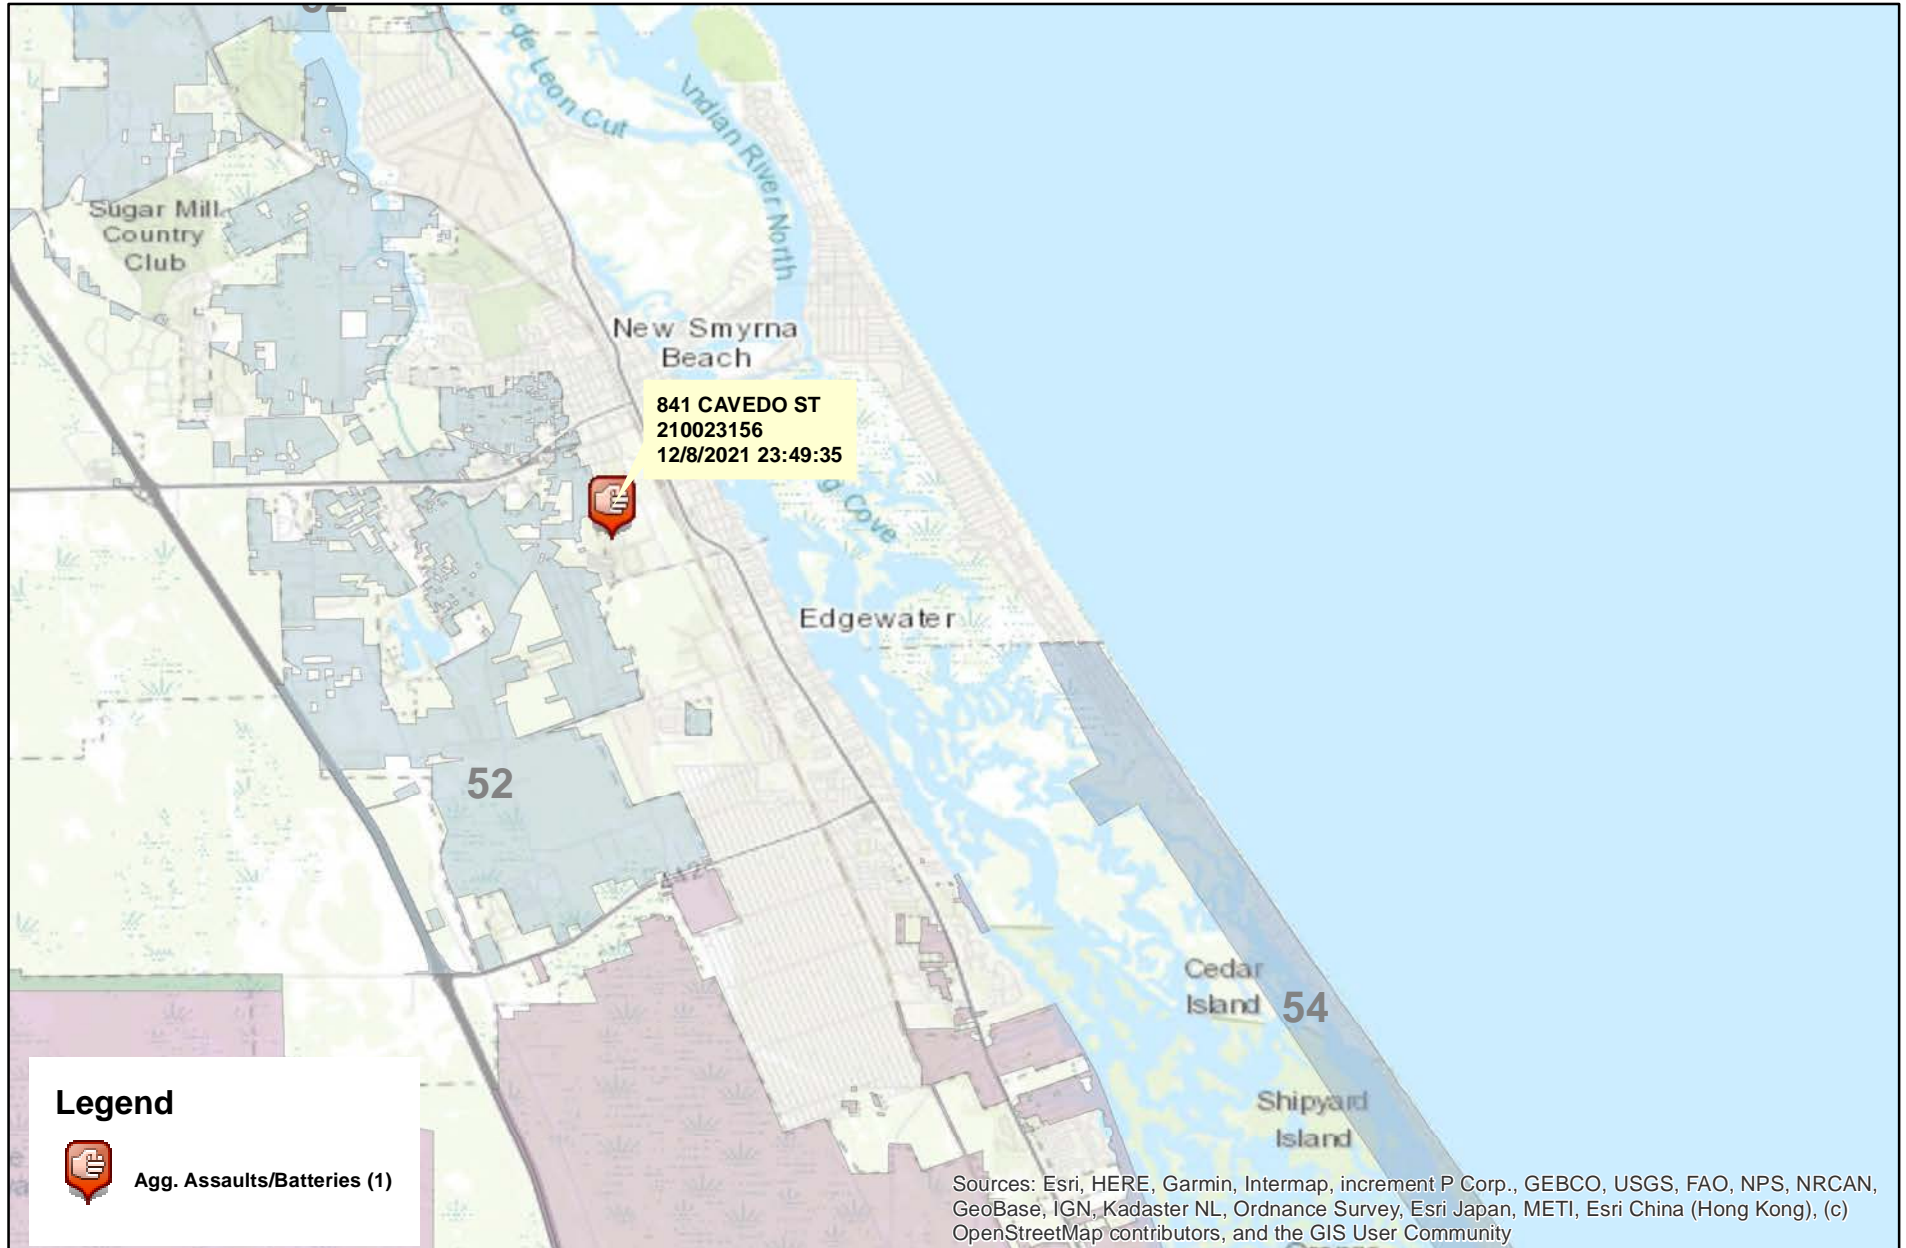 de Leon Cut
Indian River North
Sugar Mill
Country
Club
New Smyrna
Beach
841 CAVEDO ST
210023156
12/8/2021 23:49:35
Cove
Edgewater
52
Cedar
Island
54
Shipyard
Island
Legend
Agg. Assaults/Batteries (1)
Sources: Esri, HERE, Garmin, Intermap, increment P Corp., GEBCO, USGS, FAO, NPS, NRCAN,
GeoBase, IGN, Kadaster NL, Ordnance Survey, Esri Japan, METI, Esri China (Hong Kong), (c)
OpenStreetMap contributors, and the GIS User Community